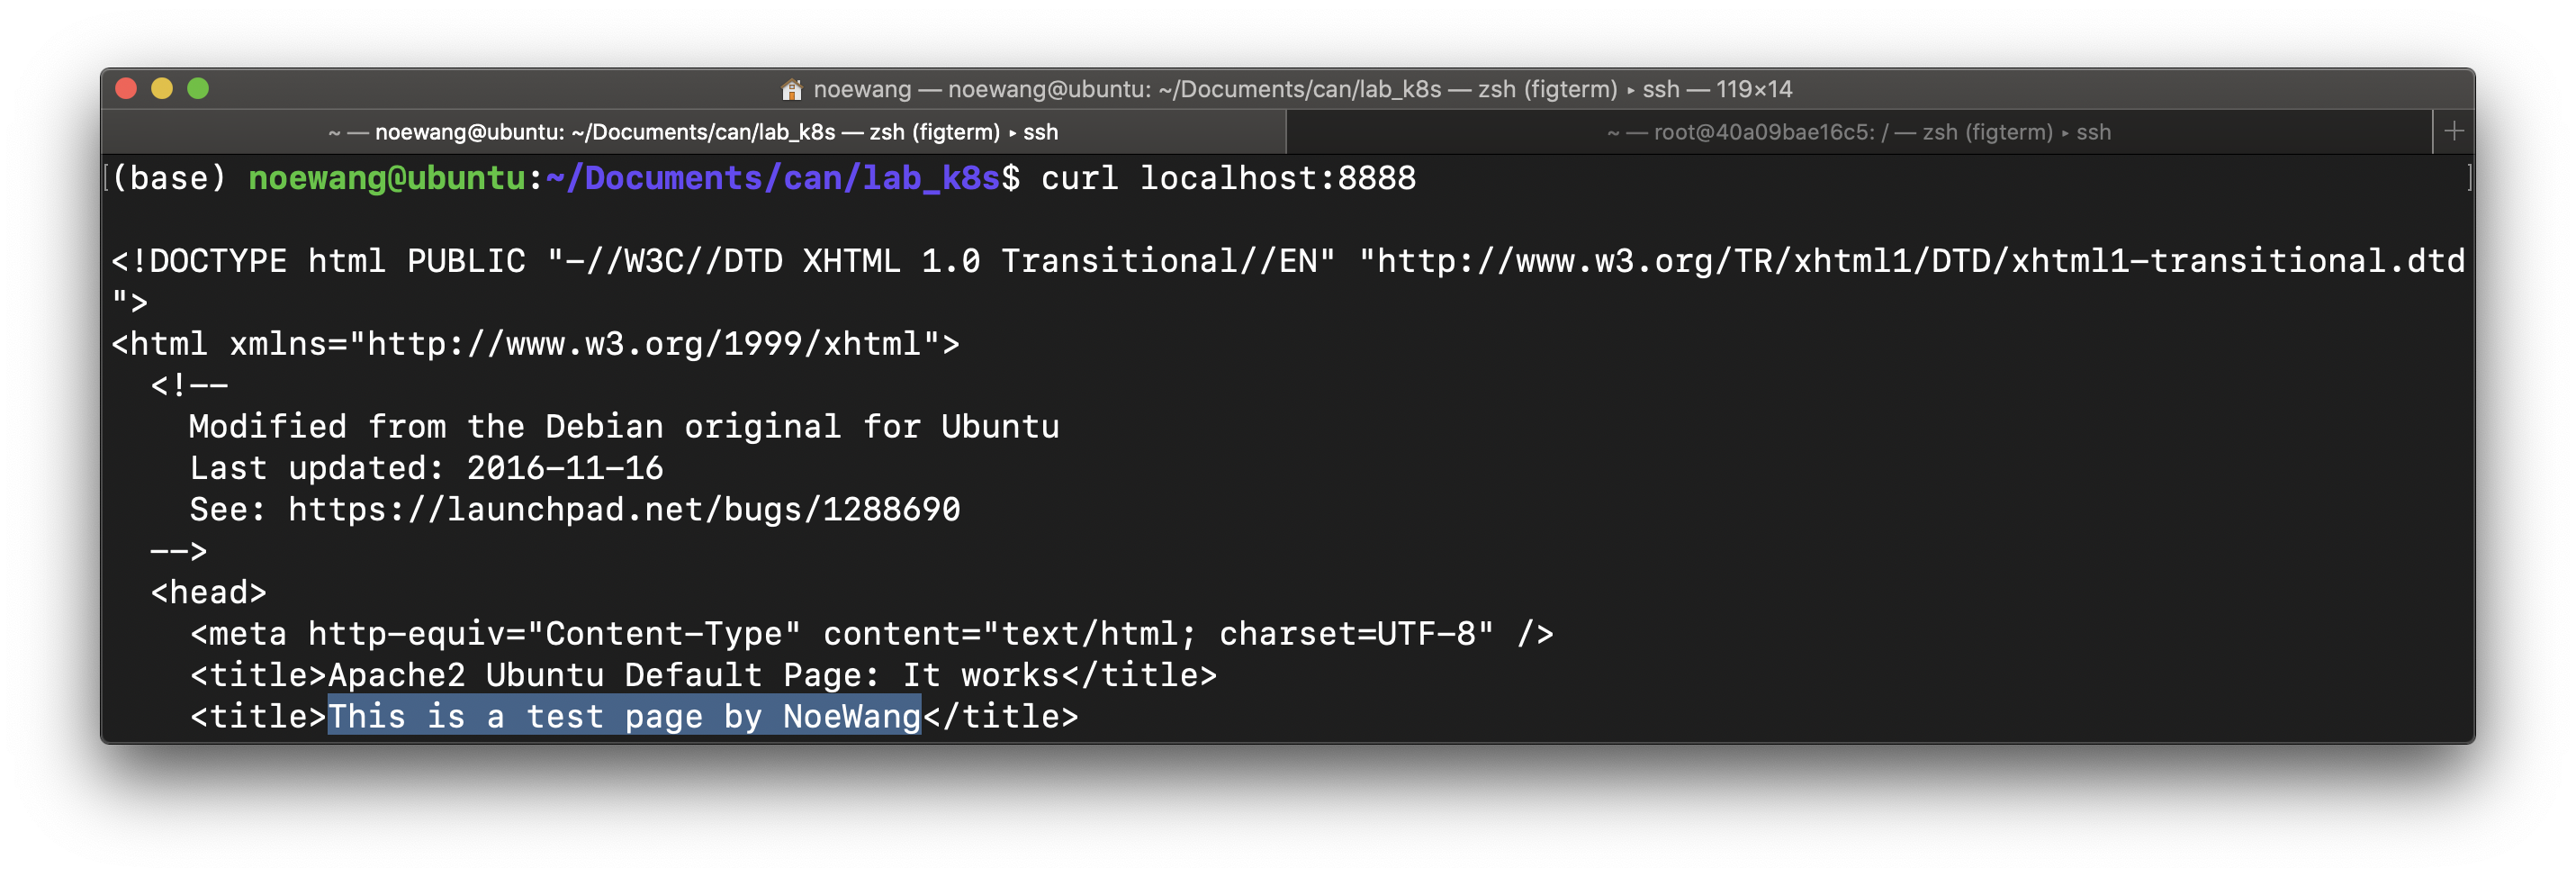 noewang — noewang@ubuntu: ~/Documents/can/lab_k8s — zsh (figterm) ▸ ssh — 119×14
~ — noewang@ubuntu: ~/Documents/can/lab_k8s — zsh (figterm) ▸ ssh
~ — root@40a09bae16c5: / — zsh (figterm) ▸ ssh
+
[(base) noewang@ubuntu:~/Documents/can/lab_k8s$ curl localhost:8888 ]
<!DOCTYPE html PUBLIC "-//W3C//DTD XHTML 1.0 Transitional//EN" "http://www.w3.org/TR/xhtml1/DTD/xhtml1-transitional.dtd
">
<html xmlns="http://www.w3.org/1999/xhtml">
  <!--
    Modified from the Debian original for Ubuntu
    Last updated: 2016-11-16
    See: https://launchpad.net/bugs/1288690
  -->
  <head>
    <meta http-equiv="Content-Type" content="text/html; charset=UTF-8" />
    <title>Apache2 Ubuntu Default Page: It works</title>
    <title>This is a test page by NoeWang</title>